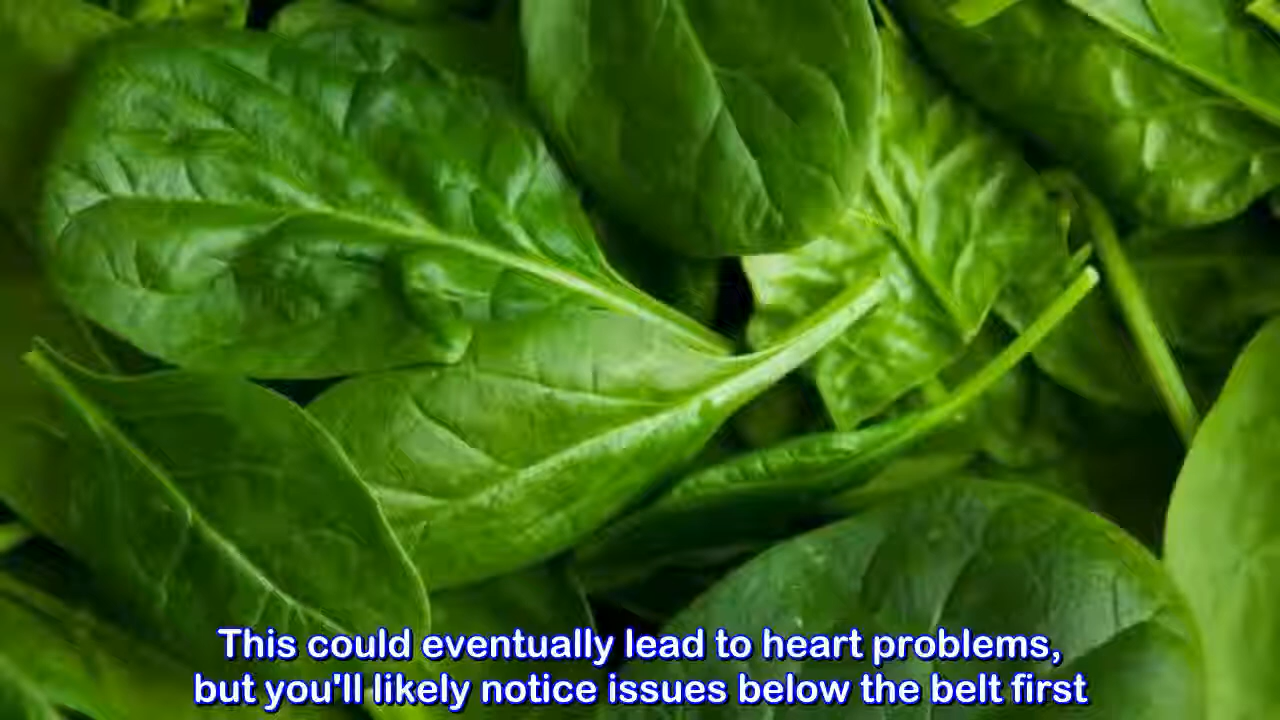 This could eventually lead to heart problems,
but you'll likely notice issues below the belt first